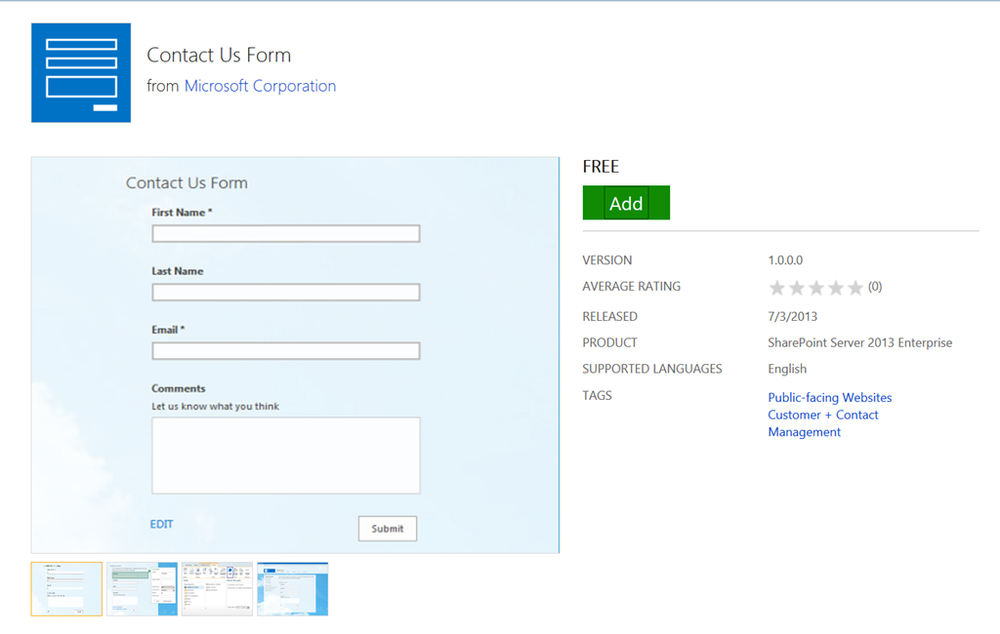 Contact Us Form
from Microsoft Corporation
Contact Us Form
First Name *
Last Name
Email *
Comments
Let us know what you think
EDIT
Submit
FREE
Add
VERSION 1.0.0.0
AVERAGE RATING (0)
RELEASED 7/3/2013
PRODUCT SharePoint Server 2013 Enterprise
SUPPORTED LANGUAGES English
TAGS Public-facing Websites
Customer + Contact
Management